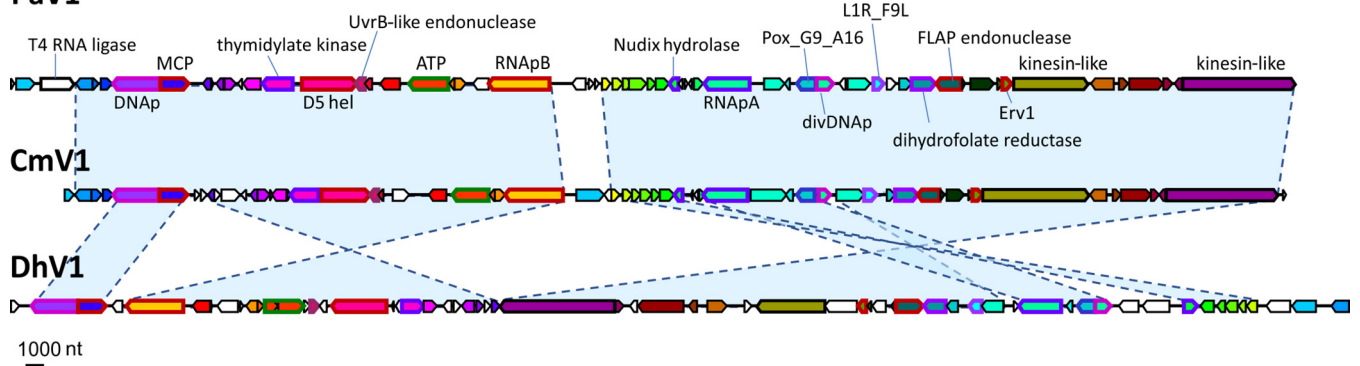 UvrB-like endonuclease
L1R_F9L
T4 RNA ligase
thymidylate kinase
Nudix hydrolase
Pox_G9_A16
FLAP endonuclease
MCP
ATP
RNApB
kinesin-like
kinesin-like
DNAp
D5 hel
RNApA
divDNAp
Erv1
dihydrofolate reductase
CmV1
DhV1
1000 nt